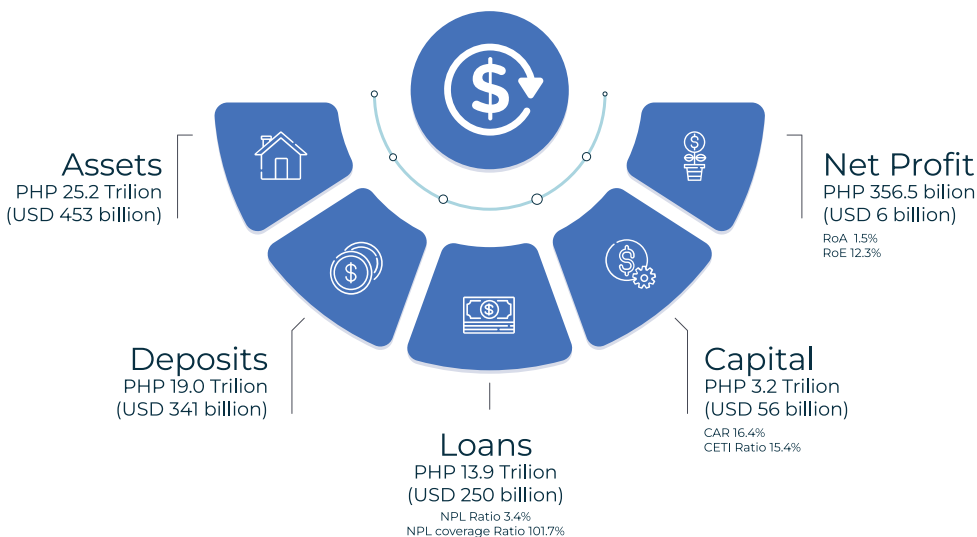 Assets
PHP 25.2 Trilion
(USD 453 billion)
Deposits
PHP 19.0 Trilion
(USD 341 billion)
Loans
PHP 13.9 Trilion
(USD 250 billion)
NPL Ratio 3.4%
NPL coverage Ratio 101.7%
Capital
PHP 3.2 Trilion
(USD 56 billion)
CAR 16.4%
CETI Ratio 15.4%
Net Profit
PHP 356.5 bilion
(USD 6 billion)
RoA 1.5%
RoE 12.3%